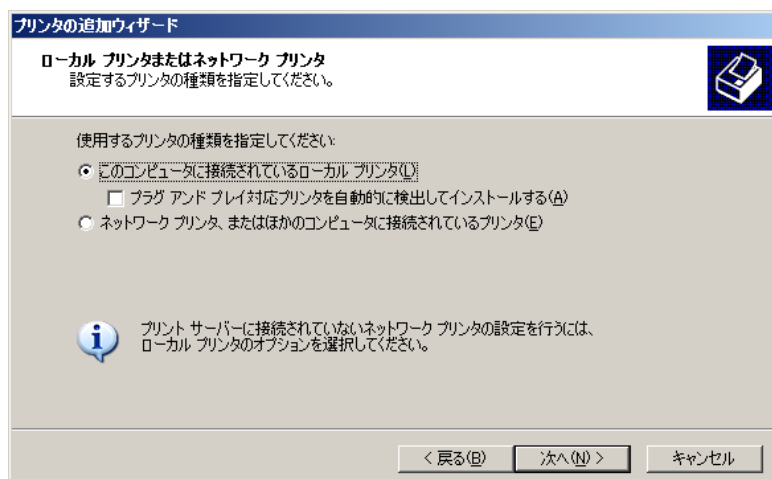 プリンタの追加ウィザード
ローカル プリンタまたはネットワーク プリンタ
設定するプリンタの種類を指定してください。
使用するプリンタの種類を指定してください:
このコンピュータに接続されているローカル プリンタ(L)
プラグ アンド プレイ対応プリンタを自動的に検出してインストールする(A)
ネットワーク プリンタ、またはほかのコンピュータに接続されているプリンタ(E)
プリント サーバーに接続されていないネットワーク プリンタの設定を行うには、
ローカル プリンタのオプションを選択してください。
< 戻る(B) 次へ(N) > キャンセル